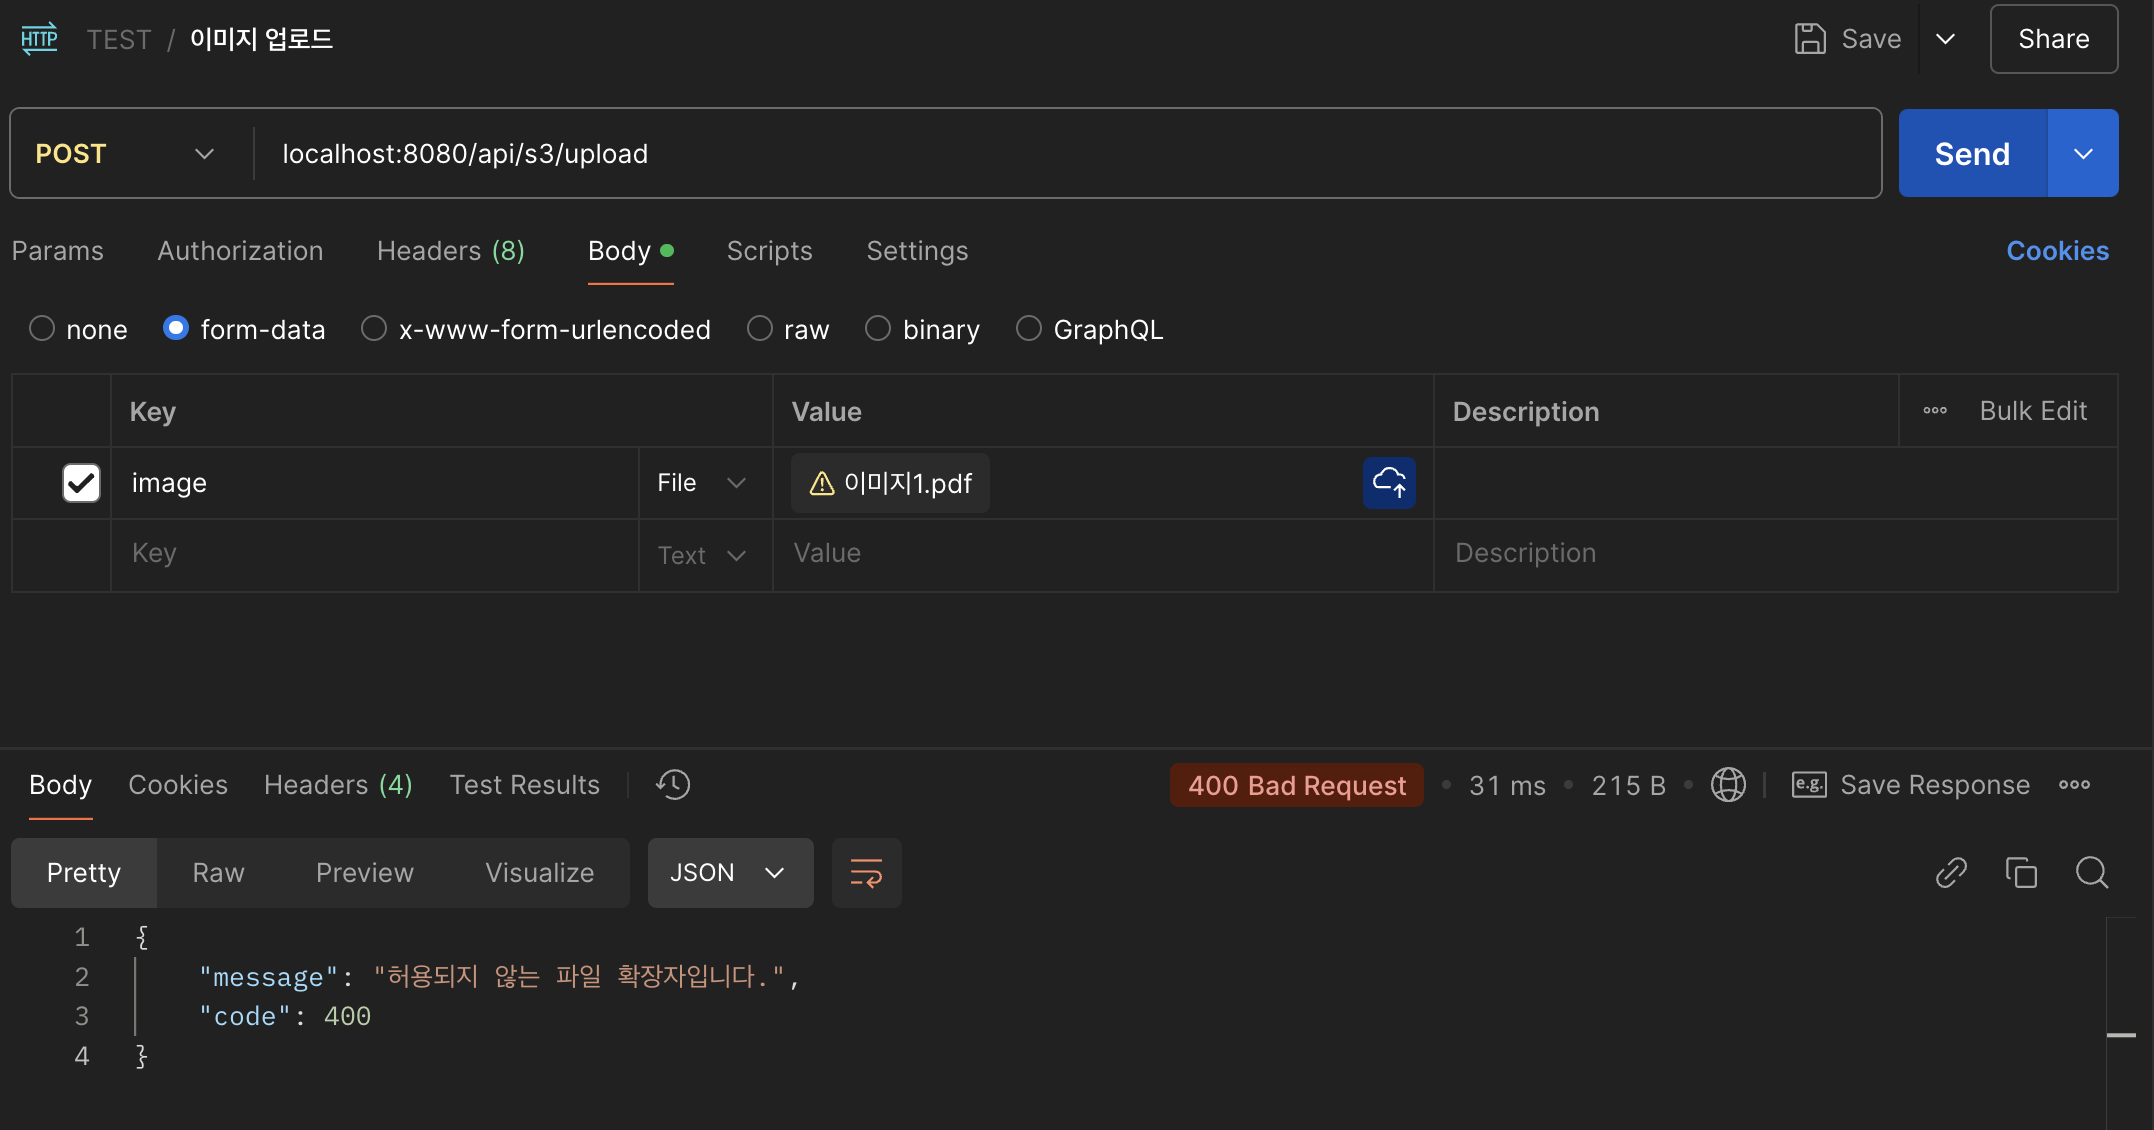 HTTP TEST / 이미지 업로드 Save Share
POST localhost:8080/api/s3/upload Send
Params Authorization Headers (8) Body Scripts Settings Cookies
none form-data x-www-form-urlencoded raw binary GraphQL
Key Value Description Bulk Edit
image File 이미지1.pdf
Key Text Value Description
Body Cookies Headers (4) Test Results 400 Bad Request • 31 ms • 215 B • e.g. Save Response
Pretty Raw Preview Visualize JSON
1 {
2 "message": "허용되지 않는 파일 확장자입니다.",
3 "code": 400
4 }